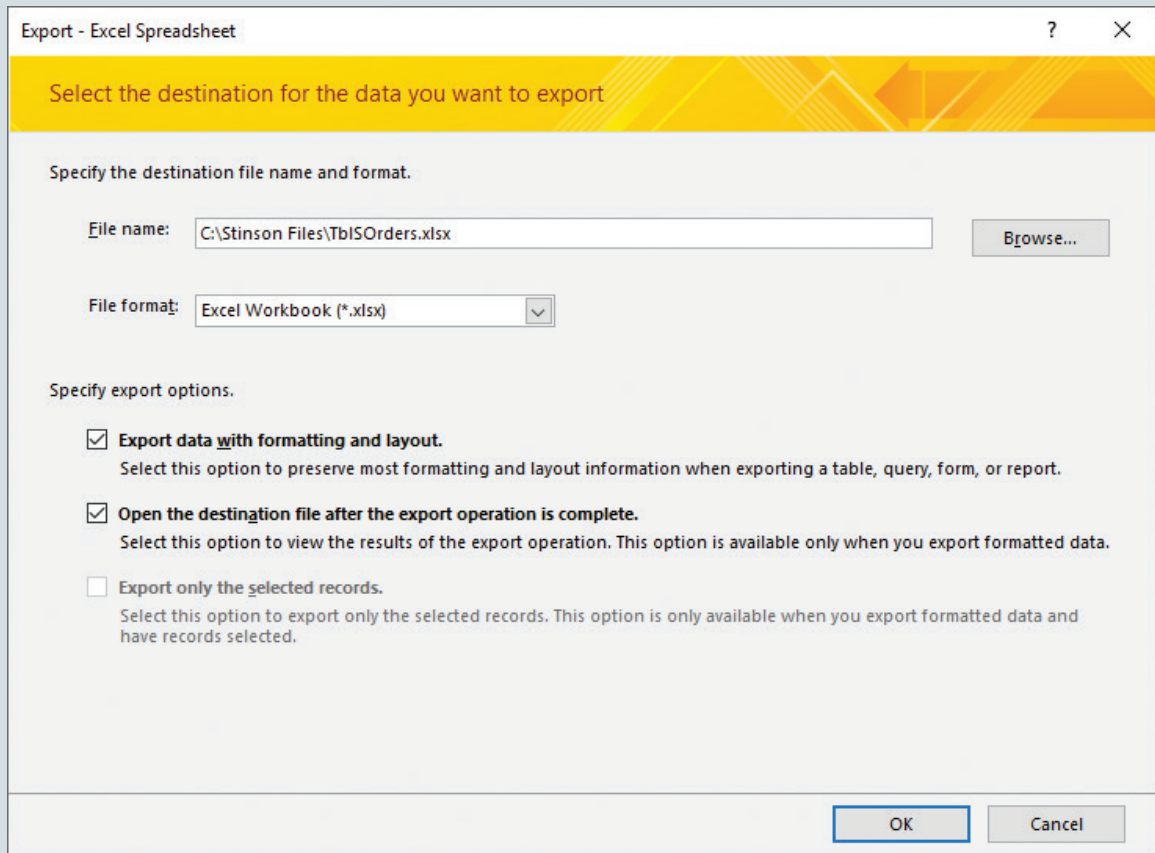 Export - Excel Spreadsheet ?
Select the destination for the data you want to export
Specify the destination file name and format.
File name: C:\Stinson Files\TblSOrders.xlsx Browse...
File format: Excel Workbook (*.xlsx)
Specify export options.
Export data with formatting and layout.
Select this option to preserve most formatting and layout information when exporting a table, query, form, or report.
Open the destination file after the export operation is complete.
Select this option to view the results of the export operation. This option is available only when you export formatted data.
Export only the selected records.
Select this option to export only the selected records. This option is only available when you export formatted data and
have records selected.
OK Cancel